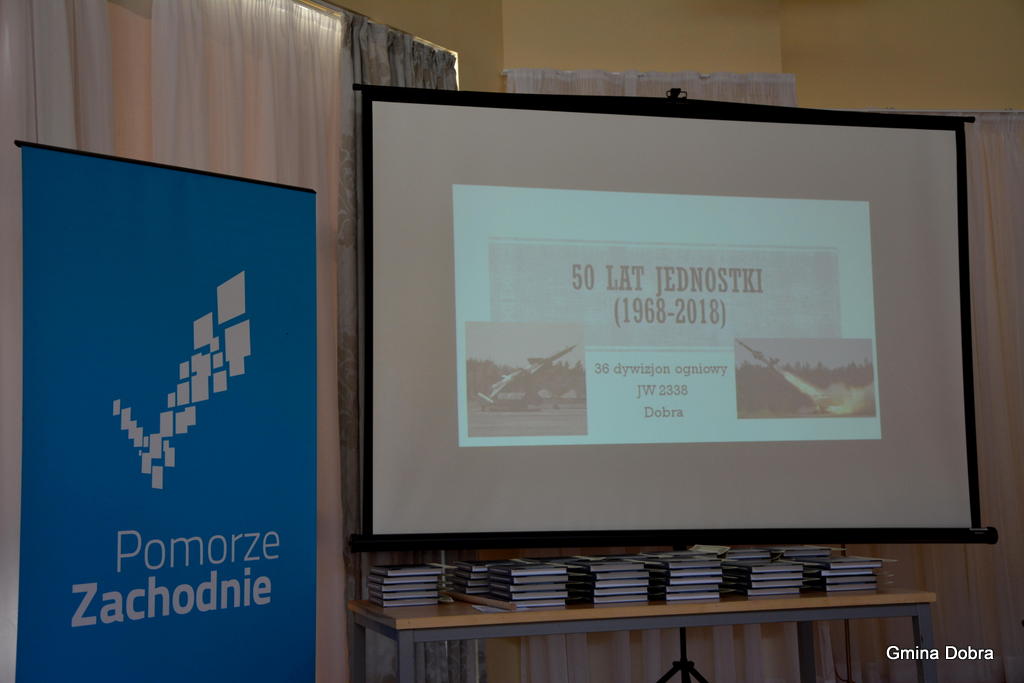 Pomorze
Zachodnie
50 LAT JEDNOSTKI
(1968-2018)
36 dywizjon ogniowy
JW 2338
Dobra
Gmina Dobra